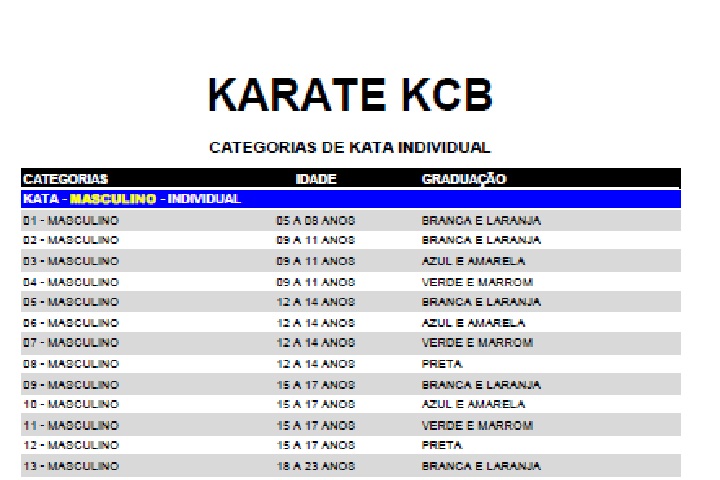 KARATE KCB
CATEGORIAS DE KATA INDIVIDUAL
CATEGORIAS IDADE GRADUAÇÃO
KATA - MASCULINO - INDIVIDUAL
01 - MASCULINO 05 A 08 ANOS BRANCA E LARANJA
02 - MASCULINO 09 A 11 ANOS BRANCA E LARANJA
03 - MASCULINO 09 A 11 ANOS AZUL E AMARELA
04 - MASCULINO 09 A 11 ANOS VERDE E MARROM
05 - MASCULINO 12 A 14 ANOS BRANCA E LARANJA
06 - MASCULINO 12 A 14 ANOS AZUL E AMARELA
07 - MASCULINO 12 A 14 ANOS VERDE E MARROM
08 - MASCULINO 12 A 14 ANOS PRETA
09 - MASCULINO 15 A 17 ANOS BRANCA E LARANJA
10 - MASCULINO 15 A 17 ANOS AZUL E AMARELA
11 - MASCULINO 15 A 17 ANOS VERDE E MARROM
12 - MASCULINO 15 A 17 ANOS PRETA
13 - MASCULINO 18 A 23 ANOS BRANCA E LARANJA